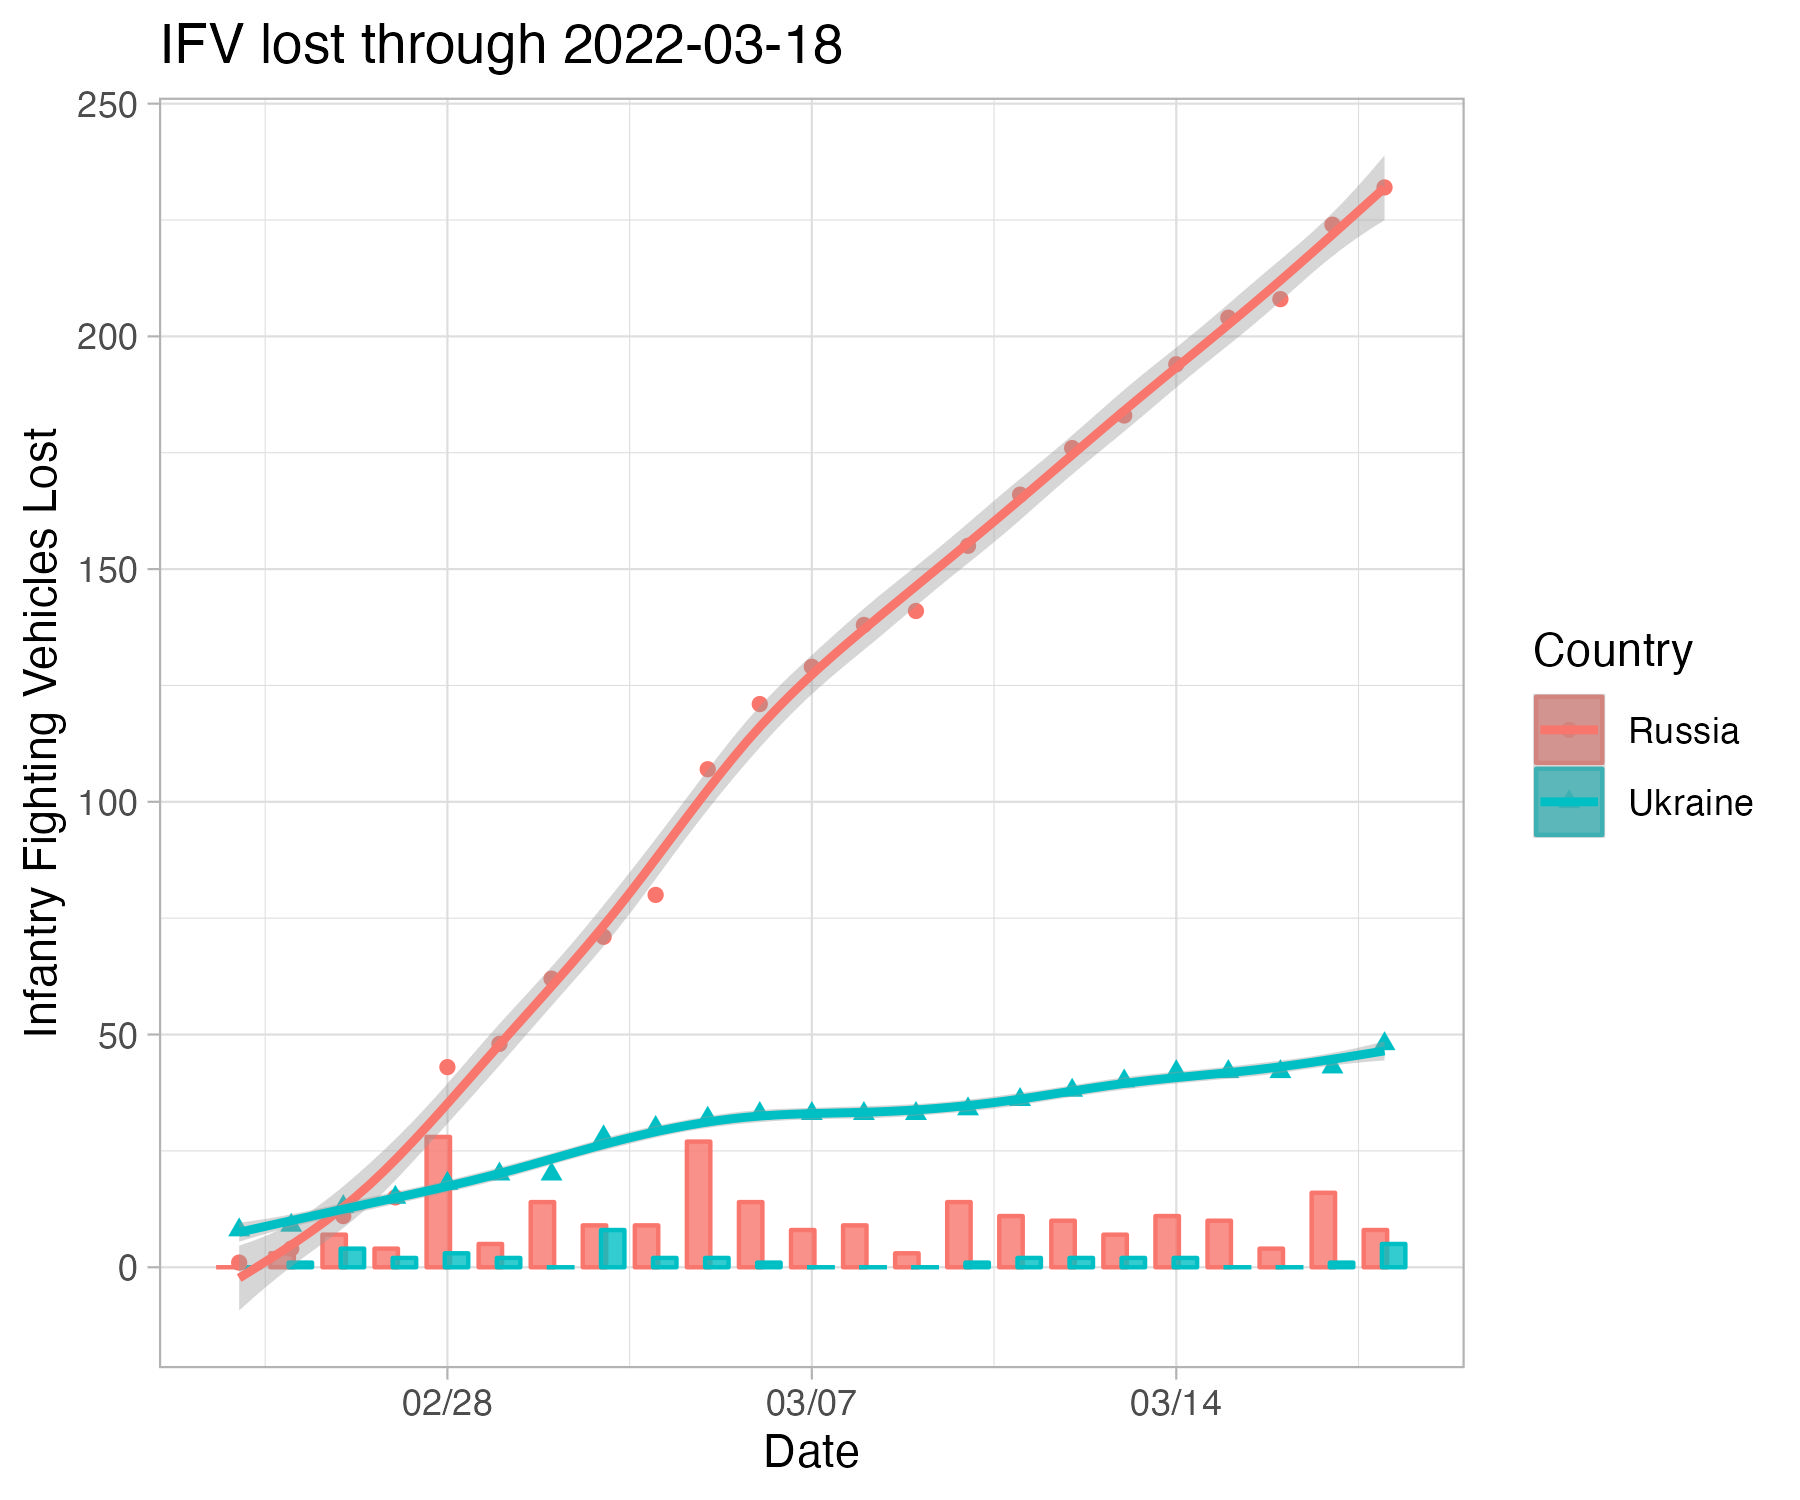 IFV lost through 2022-03-18
250
200
150
100
50
0
Infantry Fighting Vehicles Lost
02/28 03/07 03/14
Date
Country
Russia
Ukraine